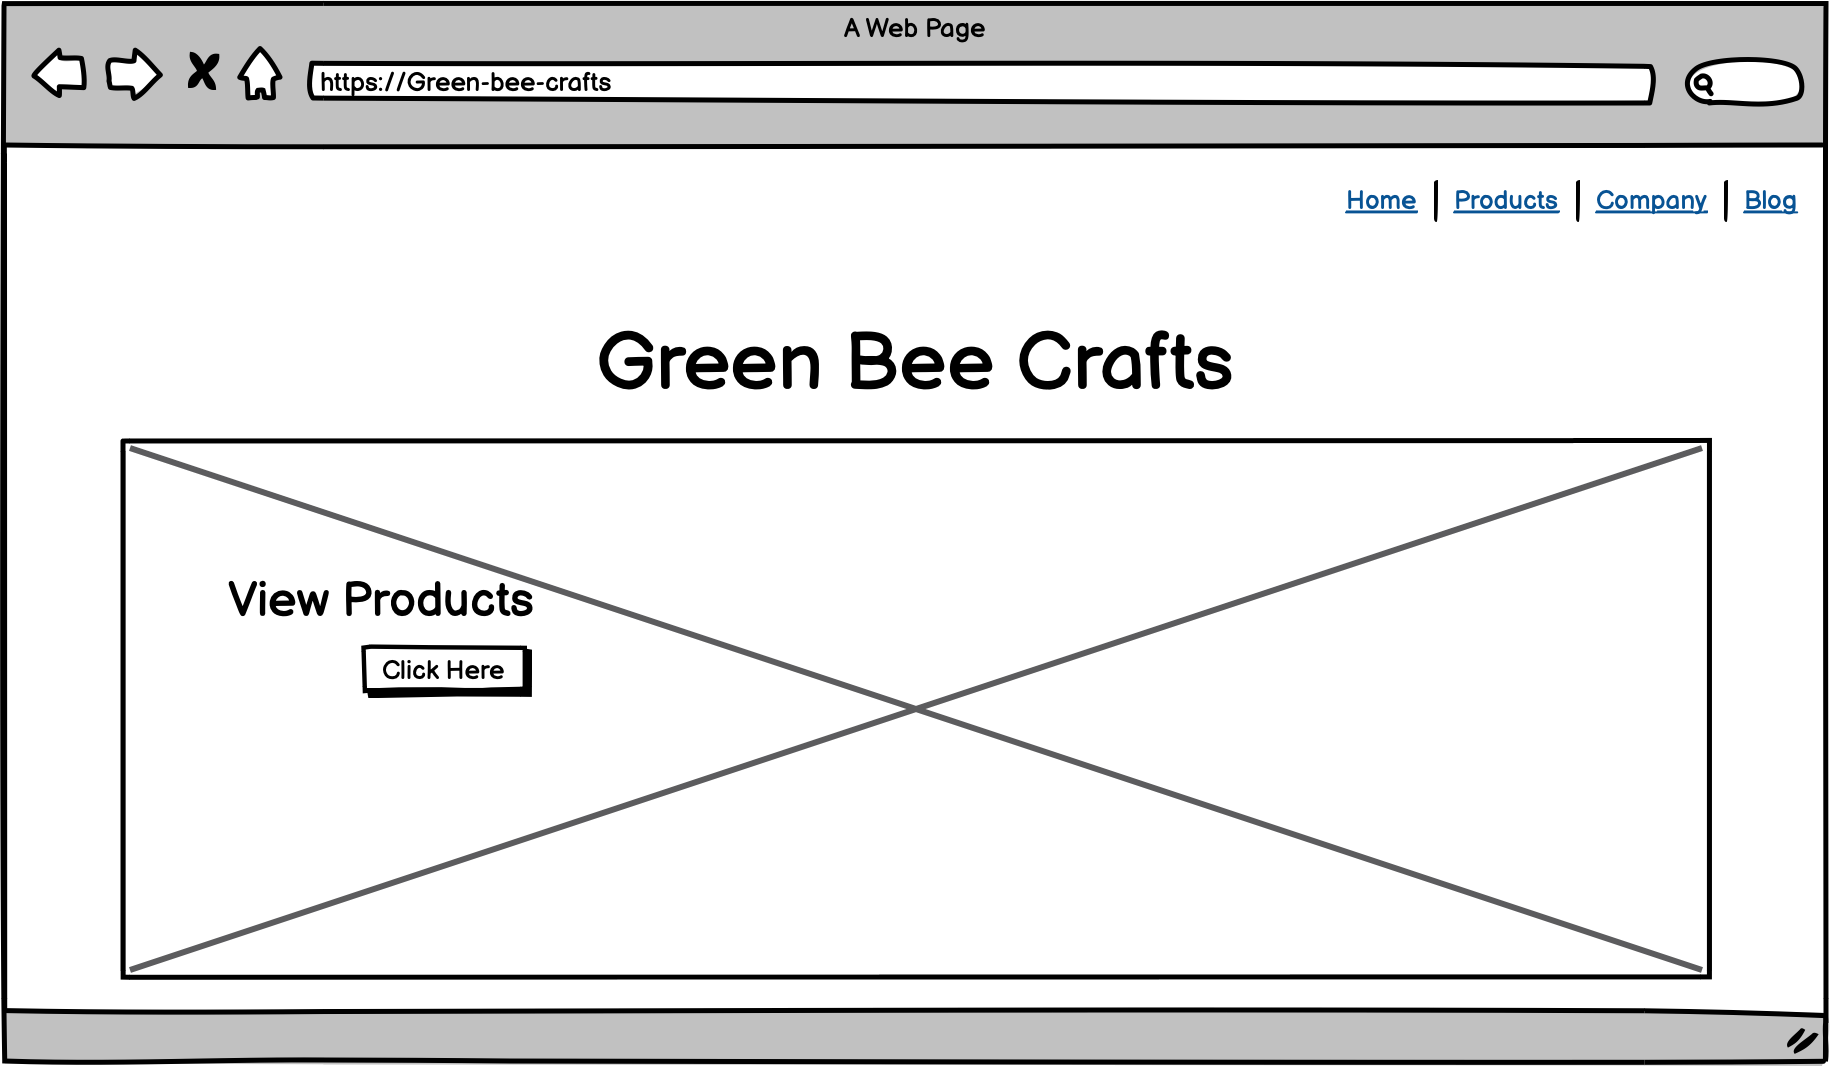 A Web Page
https://Green-bee-crafts
Home | Products | Company | Blog
Green Bee Crafts
View Products
Click Here